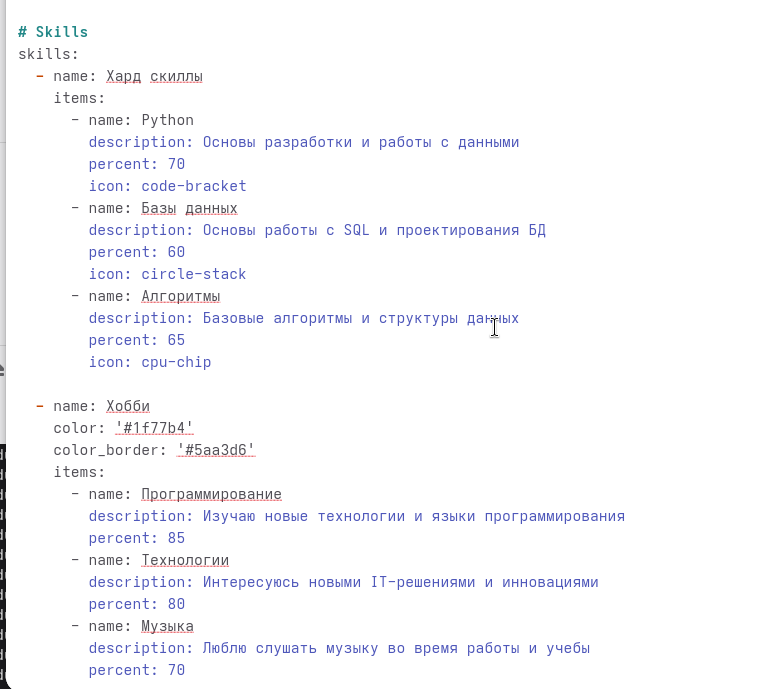 # Skills
skills:
  - name: Хард скиллы
    items:
      - name: Python
        description: Основы разработки и работы с данными
        percent: 70
        icon: code-bracket
      - name: Базы данных
        description: Основы работы с SQL и проектирования БД
        percent: 60
        icon: circle-stack
      - name: Алгоритмы
        description: Базовые алгоритмы и структуры данных
        percent: 65
        icon: cpu-chip
  - name: Хобби
    color: '#1f77b4'
    color_border: '#5aa3d6'
    items:
      - name: Программирование
        description: Изучаю новые технологии и языки программирования
        percent: 85
      - name: Технологии
        description: Интересуюсь новыми IT-решениями и инновациями
        percent: 80
      - name: Музыка
        description: Люблю слушать музыку во время работы и учебы
        percent: 70